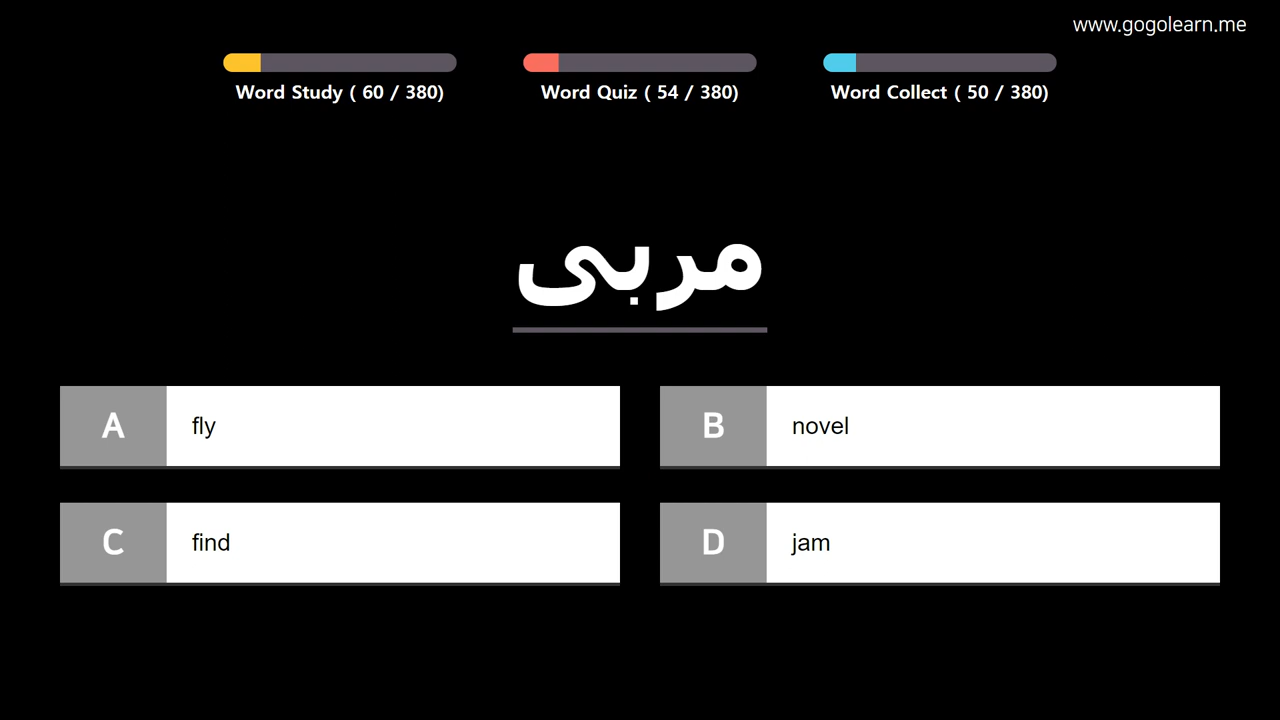 www.gogolearn.me
Word Study ( 60 / 380)
Word Quiz ( 54 / 380)
Word Collect ( 50 / 380)
مربی
A fly
B novel
C find
D jam